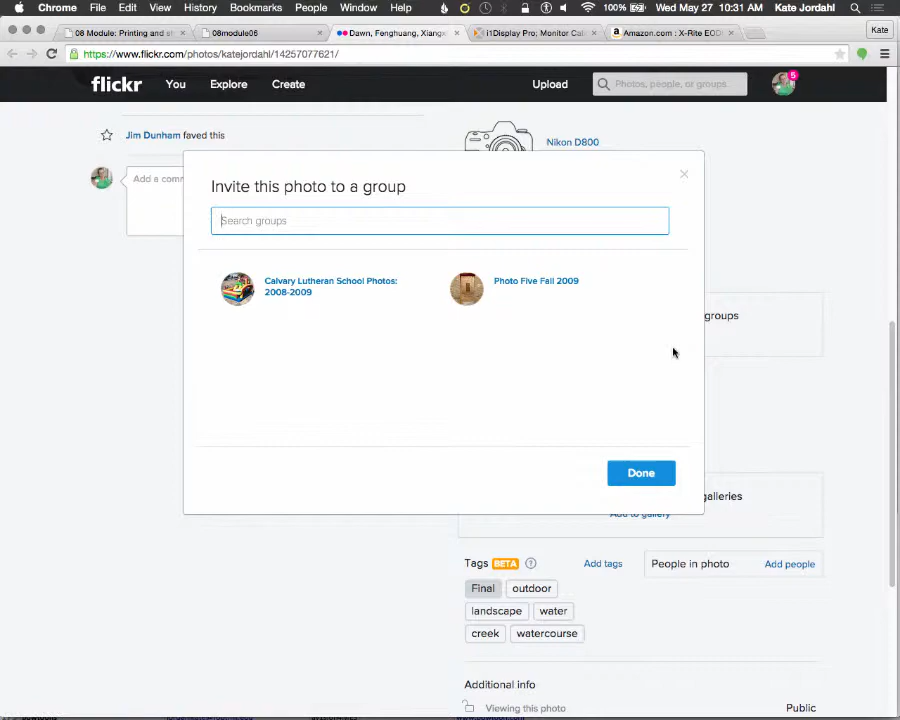 Chrome File Edit View History Bookmarks People Window Help 100% Wed May 27 10:31 AM Kate Jordahl
08 Module: Printing and st
08module06
Dawn, Fenghuang, Xiangx
i1Display Pro; Monitor Cali
Amazon.com : X-Rite EOD
Kate
https://www.flickr.com/photos/katejordahl/14257077621/
flickr You Explore Create Upload Photos, people, or groups... 5
Jim Dunham faved this
Nikon D800
Add a comm
Invite this photo to a group
Search groups
Calvary Lutheran School Photos:
2008-2009
Photo Five Fall 2009
groups
Done
galleries
Add to gallery
Tags BETA ? Add tags People in photo Add people
Final outdoor
landscape water
creek watercourse
Additional info
Viewing this photo Public